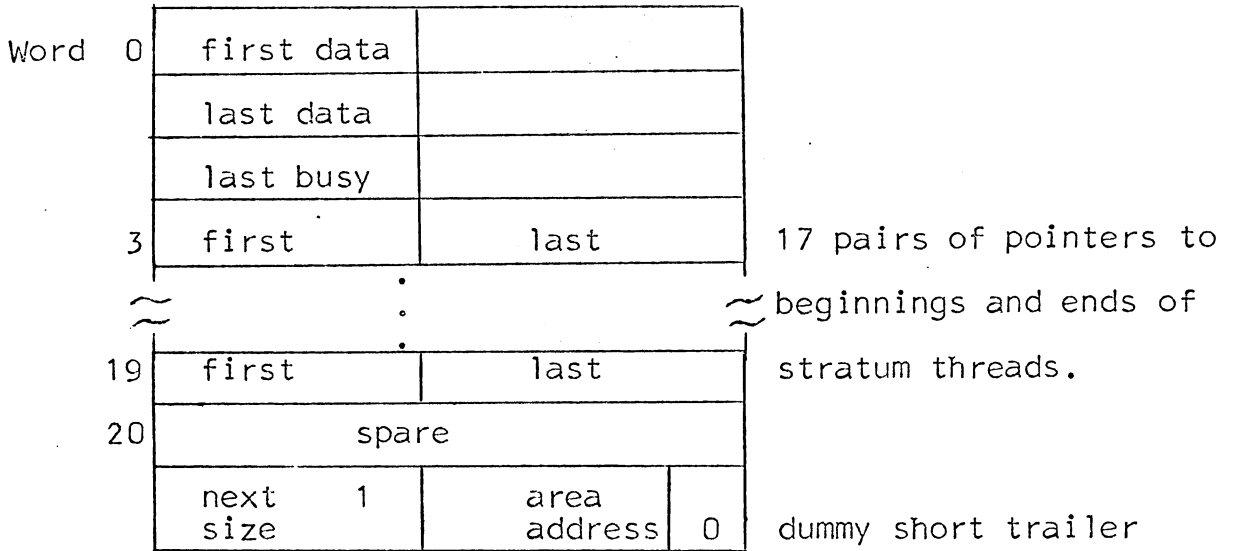 Word 0 first data
last data
last busy
3 first last 17 pairs of pointers to
beginnings and ends of
19 first last stratum threads.
20 spare
next 1 area
size address 0 dummy short trailer